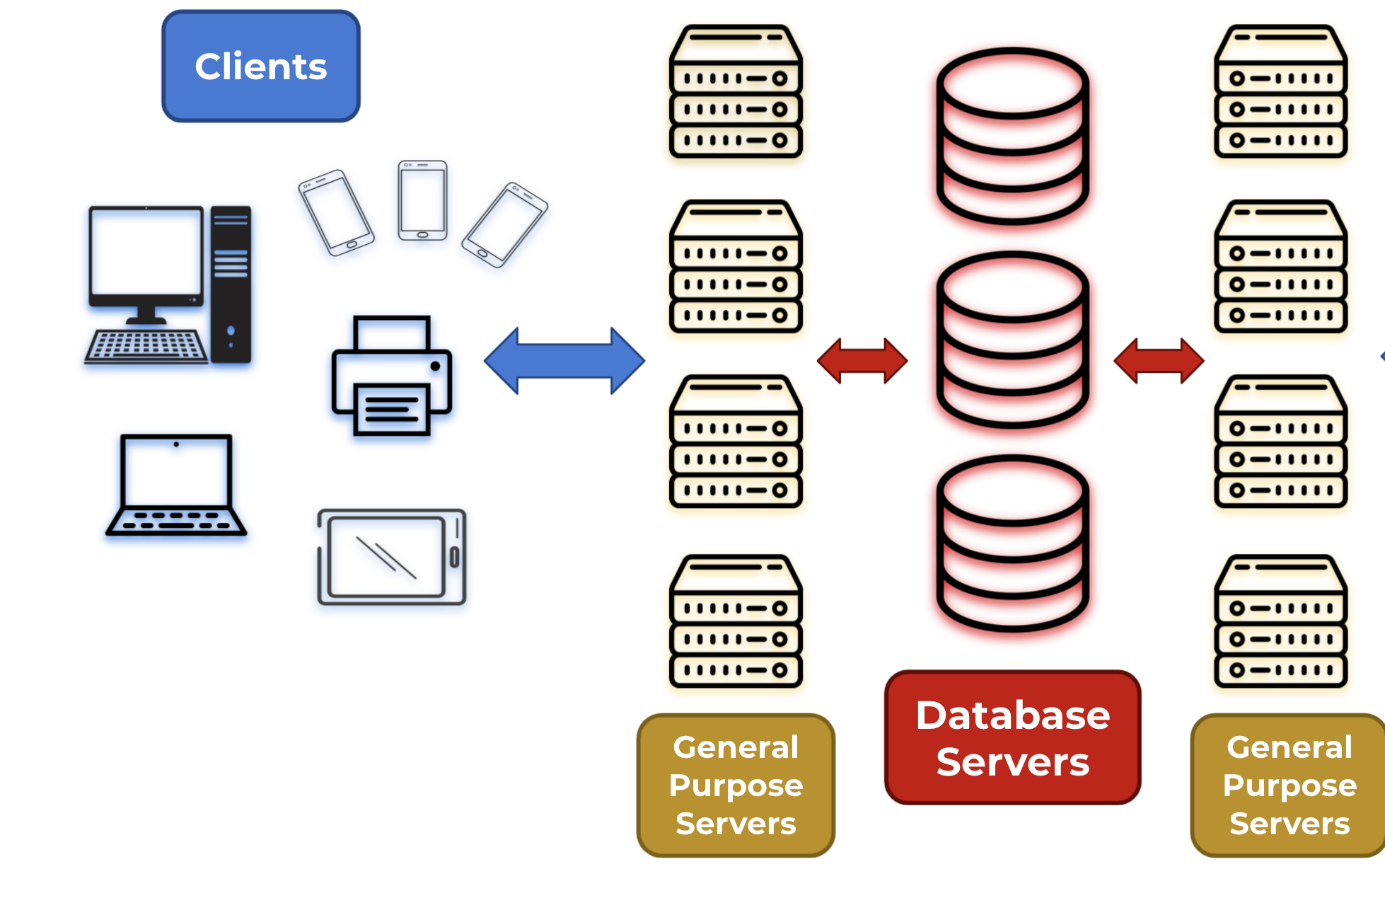 Clients
General
Purpose
Servers
Database
Servers
General
Purpose
Servers